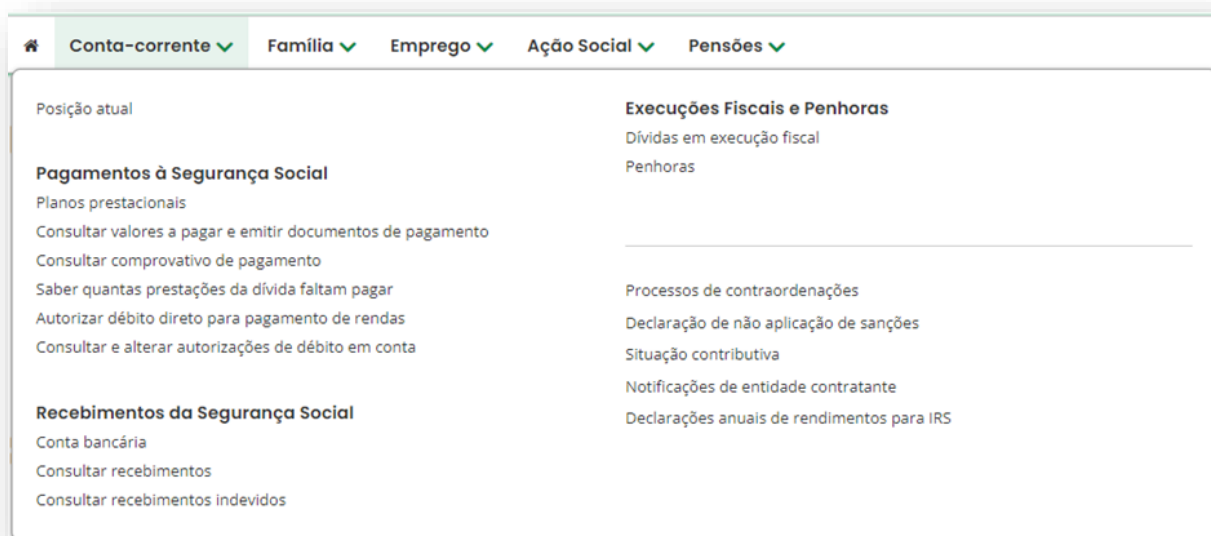 Conta-corrente Família Emprego Ação Social Pensões
Posição atual
Pagamentos à Segurança Social
Planos prestacionais
Consultar valores a pagar e emitir documentos de pagamento
Consultar comprovativo de pagamento
Saber quantas prestações da dívida faltam pagar
Autorizar débito direto para pagamento de rendas
Consultar e alterar autorizações de débito em conta
Recebimentos da Segurança Social
Conta bancária
Consultar recebimentos
Consultar recebimentos indevidos
Execuções Fiscais e Penhoras
Dívidas em execução fiscal
Penhoras
Processos de contraordenações
Declaração de não aplicação de sanções
Situação contributiva
Notificações de entidade contratante
Declarações anuais de rendimentos para IRS